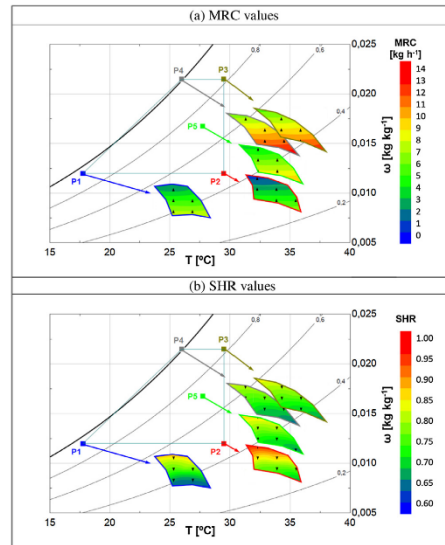 (a) MRC values
0,8
0,6
0,025
MRC
[kg h⁻¹]
P4
P3
14
13
12
11
10
9
8
7
6
5
4
3
2
1
0
0,020
0,4
P5
0,015
ω [kg kg⁻¹]
P1
P2
0,010
0,2
0,005
15
20
25
30
35
40
T [ºC]
(b) SHR values
0,8
0,6
0,025
SHR
P4
P3
1.00
0.95
0.90
0.85
0.80
0.75
0.70
0.65
0.60
0,020
0,4
P5
0,015
ω [kg kg⁻¹]
P1
P2
0,010
0,2
0,005
15
20
25
30
35
40
T [ºC]